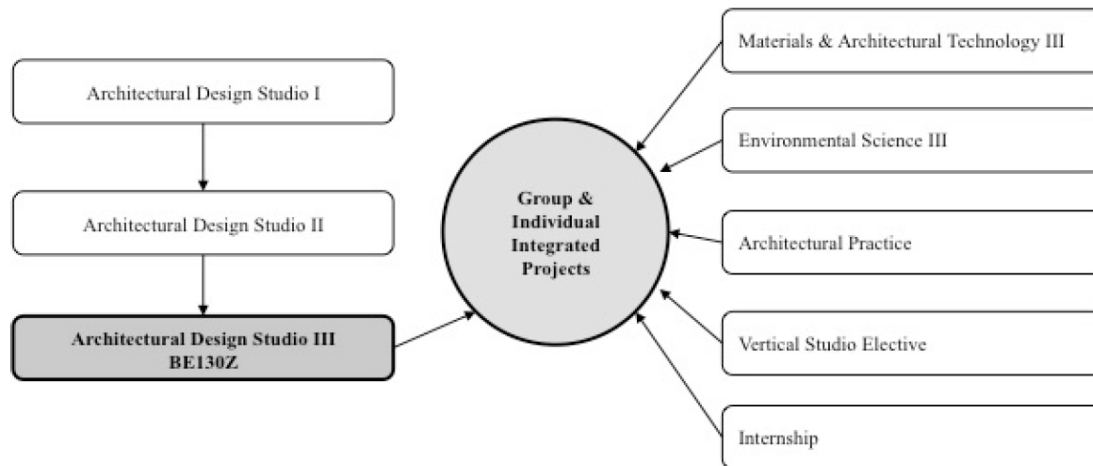 Architectural Design Studio I
Architectural Design Studio II
Architectural Design Studio III
BE130Z
Group &
Individual
Integrated
Projects
Materials & Architectural Technology III
Environmental Science III
Architectural Practice
Vertical Studio Elective
Internship